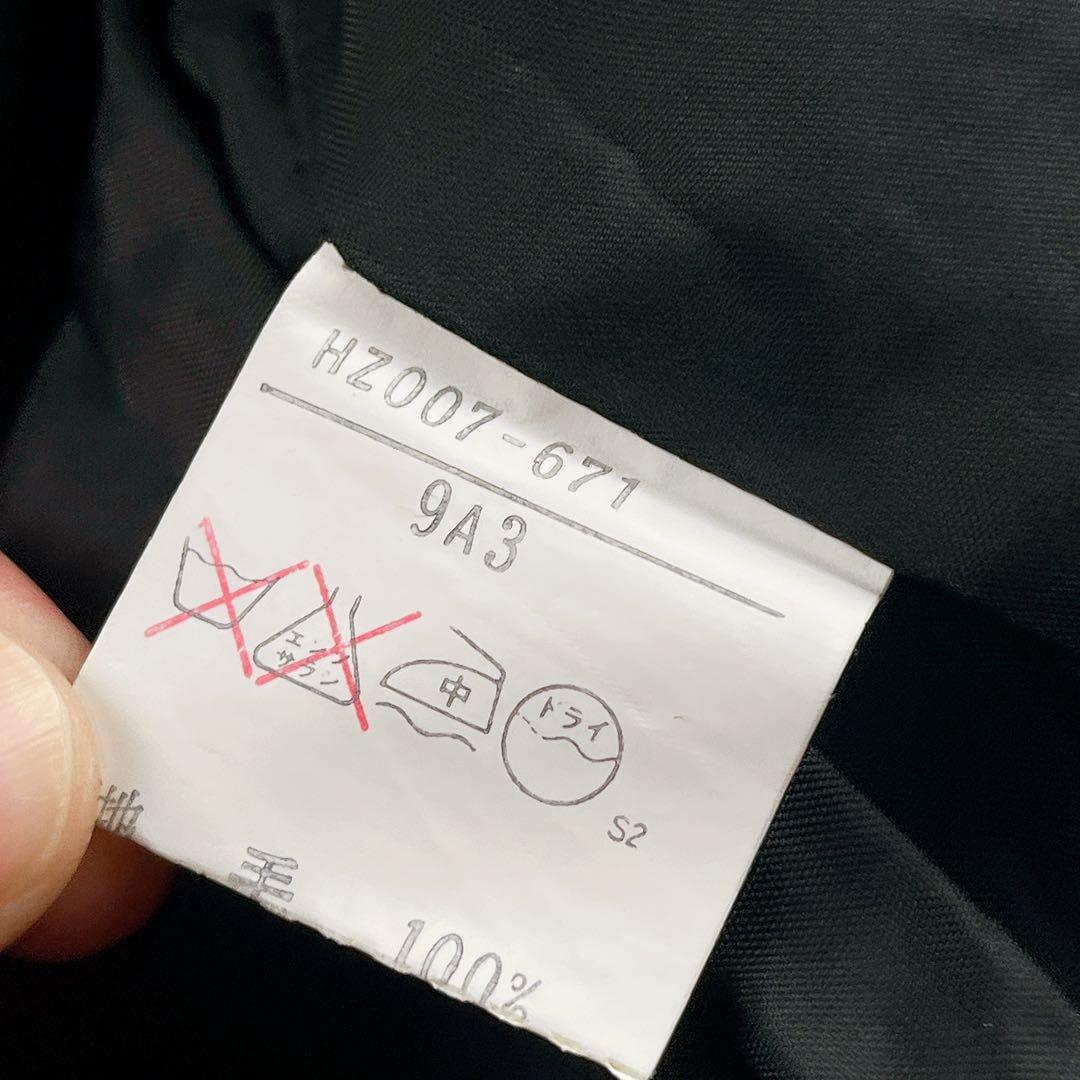 HZ007-671
9A3
エンソ
サラシ
中
ドライ
S2
地
毛 100%